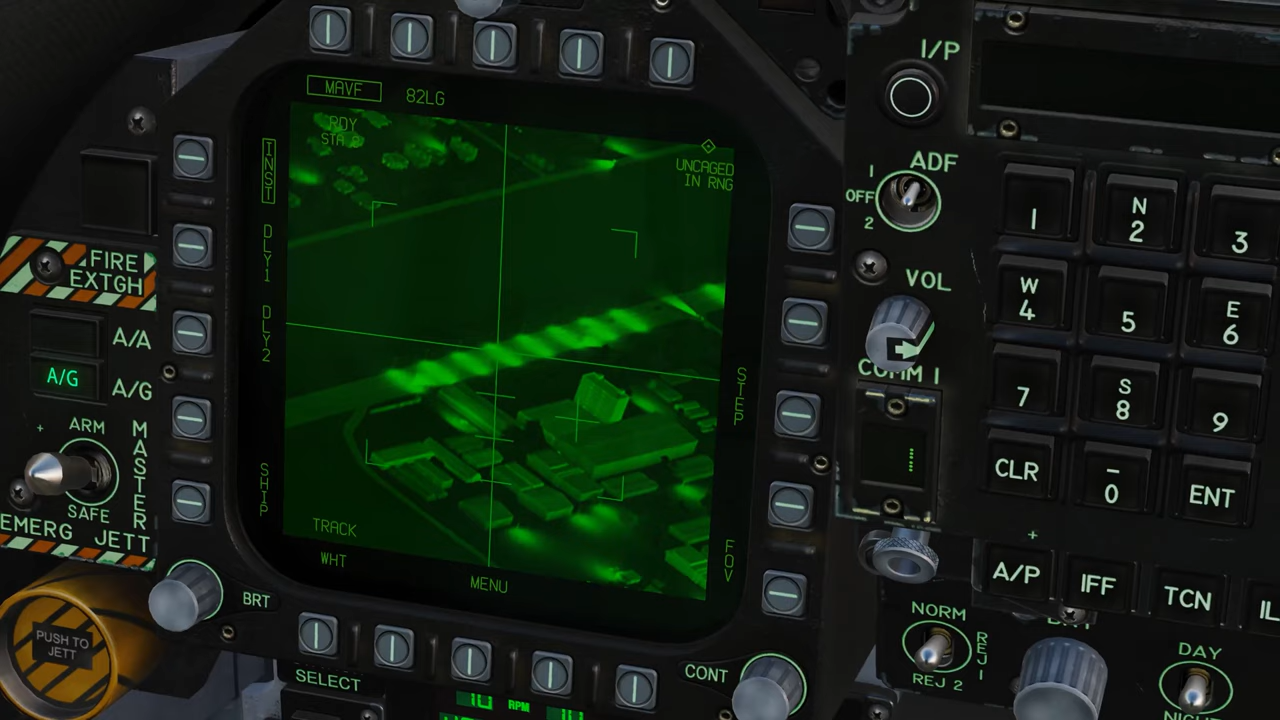 MAVF
82LG
RDY
STA 8
UNCAGED
IN RNG
INST
DLY1
DLY2
SHIP
STEP
FOV
TRACK
WHT
MENU
FIRE
EXTGH
A/A
A/G
A/G
ARM
SAFE
MASTER
EMERG JETT
PUSH TO
JETT
BRT
SELECT
CONT
RPM
I/P
ADF
1
OFF
2
VOL
COMM 1
1
N
2
3
W
4
5
E
6
7
S
8
9
CLR
-
0
ENT
A/P
IFF
TCN
NORM
REJ 1
REJ 2
DAY